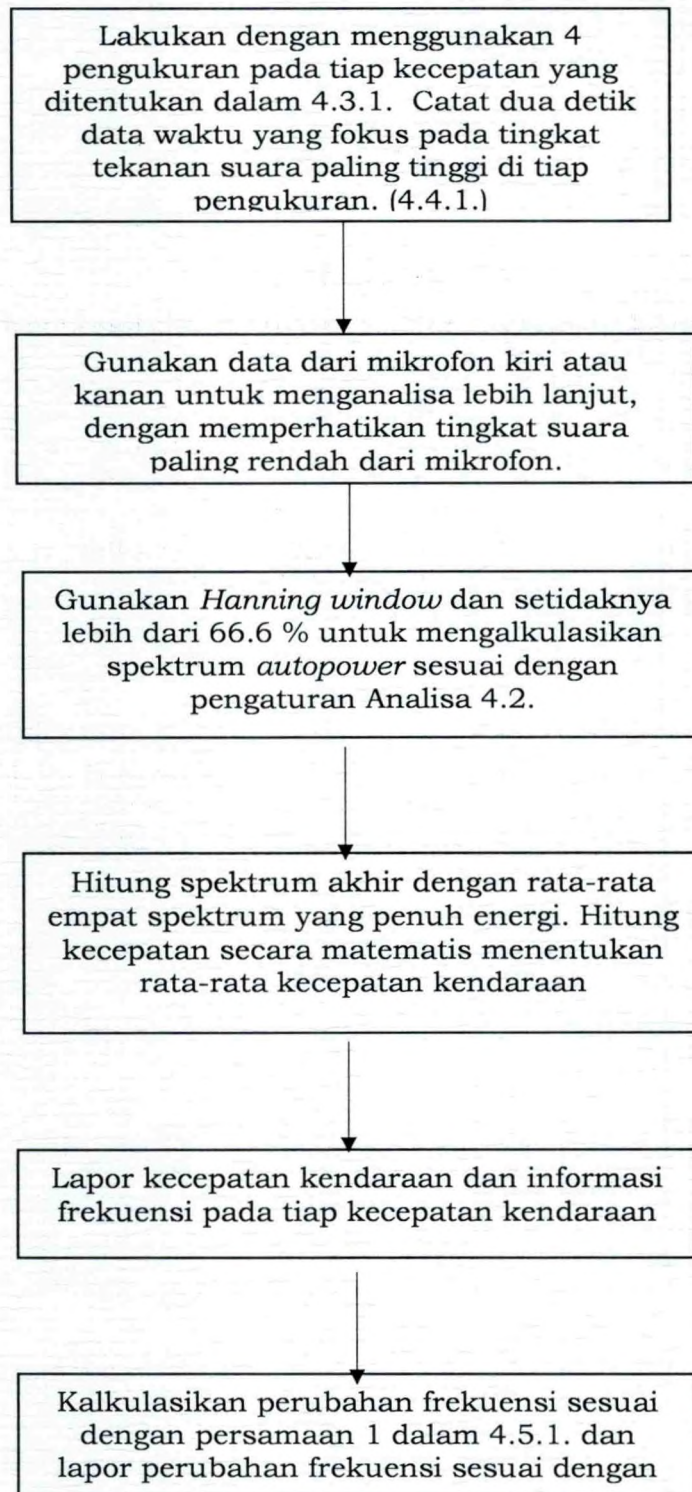 Lakukan dengan menggunakan 4
pengukuran pada tiap kecepatan yang
ditentukan dalam 4.3.1. Catat dua detik
data waktu yang fokus pada tingkat
tekanan suara paling tinggi di tiap
pengukuran. (4.4.1.)
Gunakan data dari mikrofon kiri atau
kanan untuk menganalisa lebih lanjut,
dengan memperhatikan tingkat suara
paling rendah dari mikrofon.
Gunakan Hanning window dan setidaknya
lebih dari 66.6 % untuk mengalkulasikan
spektrum autopower sesuai dengan
pengaturan Analisa 4.2.
Hitung spektrum akhir dengan rata-rata
empat spektrum yang penuh energi. Hitung
kecepatan secara matematis menentukan
rata-rata kecepatan kendaraan
Lapor kecepatan kendaraan dan informasi
frekuensi pada tiap kecepatan kendaraan
Kalkulasikan perubahan frekuensi sesuai
dengan persamaan 1 dalam 4.5.1. dan
lapor perubahan frekuensi sesuai dengan